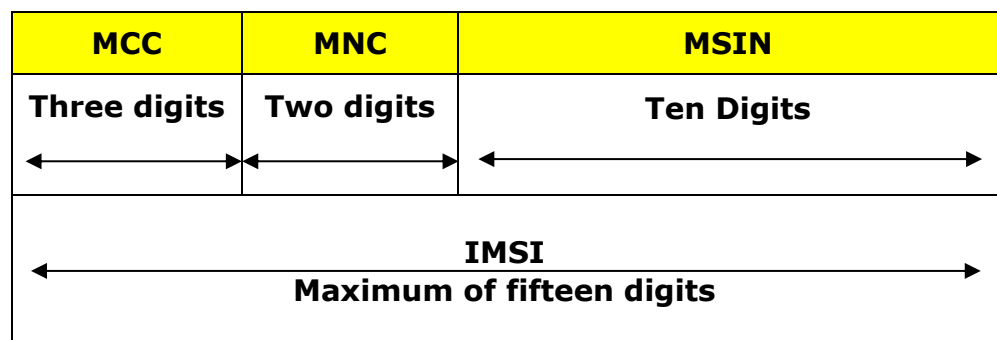 MCC MNC MSIN
Three digits Two digits Ten Digits
IMSI
Maximum of fifteen digits